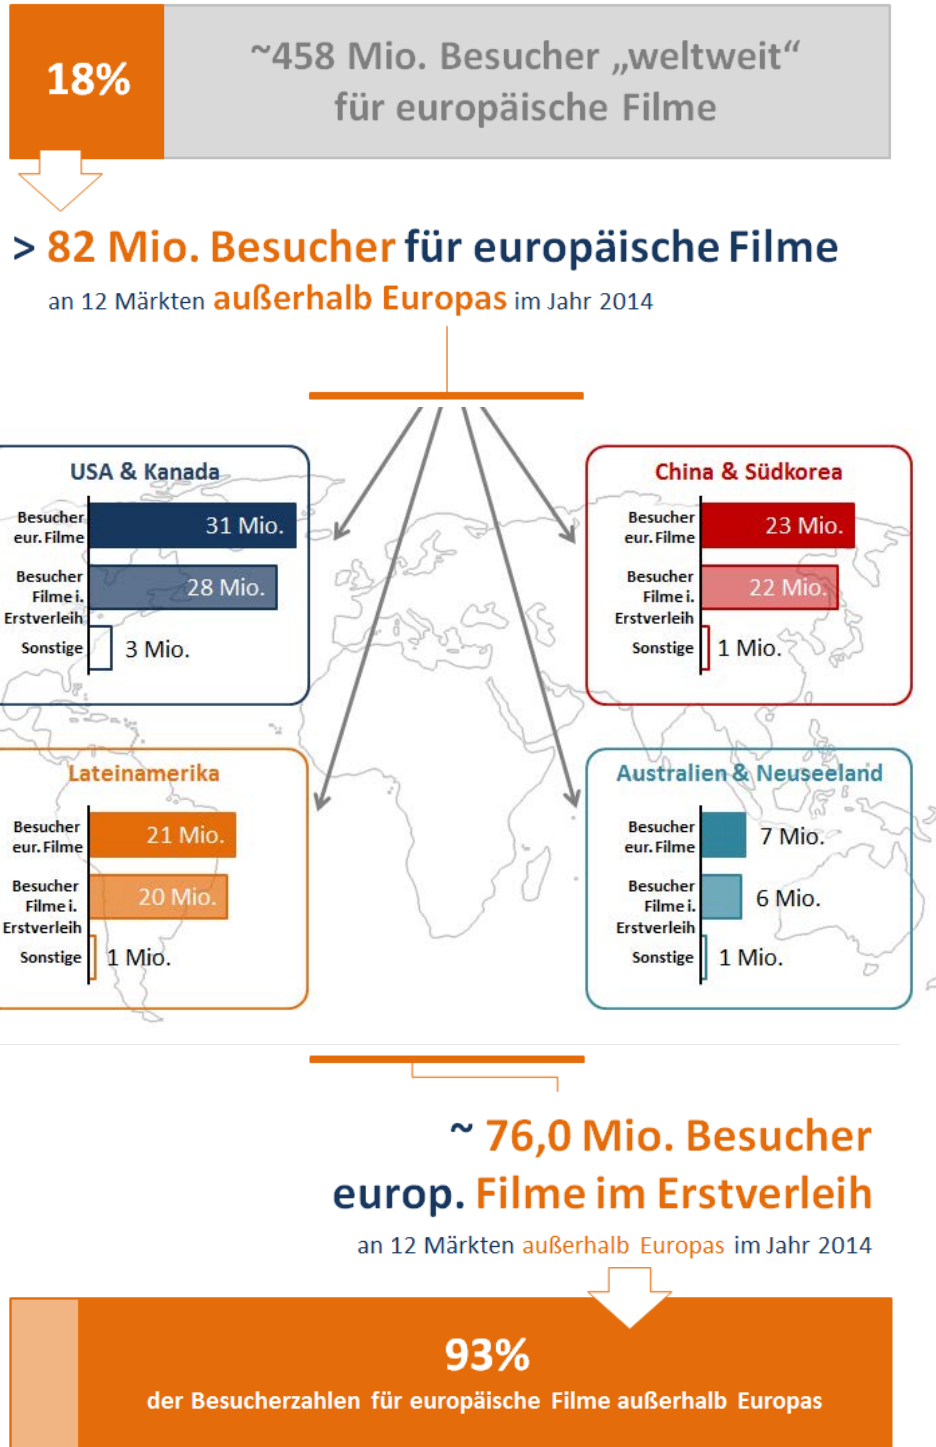 18%
~458 Mio. Besucher „weltweit“
für europäische Filme
> 82 Mio. Besucher für europäische Filme
an 12 Märkten außerhalb Europas im Jahr 2014
USA & Kanada
Besucher
eur. Filme
31 Mio.
Besucher
Filme i.
Erstverleih
28 Mio.
Sonstige
3 Mio.
China & Südkorea
Besucher
eur. Filme
23 Mio.
Besucher
Filme i.
Erstverleih
22 Mio.
Sonstige
1 Mio.
Lateinamerika
Besucher
eur. Filme
21 Mio.
Besucher
Filme i.
Erstverleih
20 Mio.
Sonstige
1 Mio.
Australien & Neuseeland
Besucher
eur. Filme
7 Mio.
Besucher
Filme i.
Erstverleih
6 Mio.
Sonstige
1 Mio.
~ 76,0 Mio. Besucher
europ. Filme im Erstverleih
an 12 Märkten außerhalb Europas im Jahr 2014
93%
der Besucherzahlen für europäische Filme außerhalb Europas